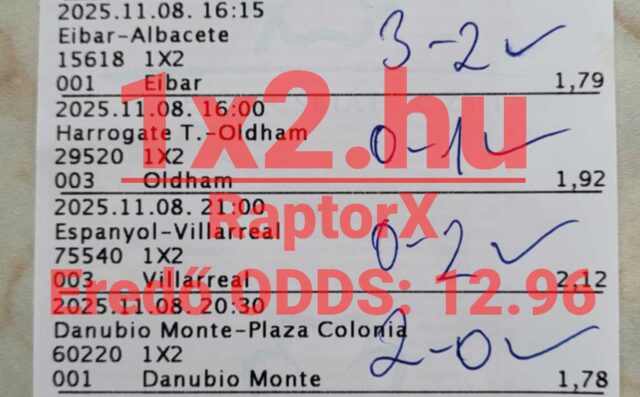 2025.11.08. 16:15
Eibar-Albacete
15618 1X2
001 Eibar 1,79
3-2 ✓
2025.11.08. 16:00
Harrogate T.-Oldham
29520 1X2
003 Oldham 1,92
0-1 ✓
2025.11.08. 21:00
Espanyol-Villarreal
75540 1X2
003 Villarreal 2,12
0-2 ✓
2025.11.08. 20:30
Danubio Monte-Plaza Colonia
60220 1X2
001 Danubio Monte 1,78
2-0 ✓
1x2.hu
RaptorX
Eredő ODDS: 12.96